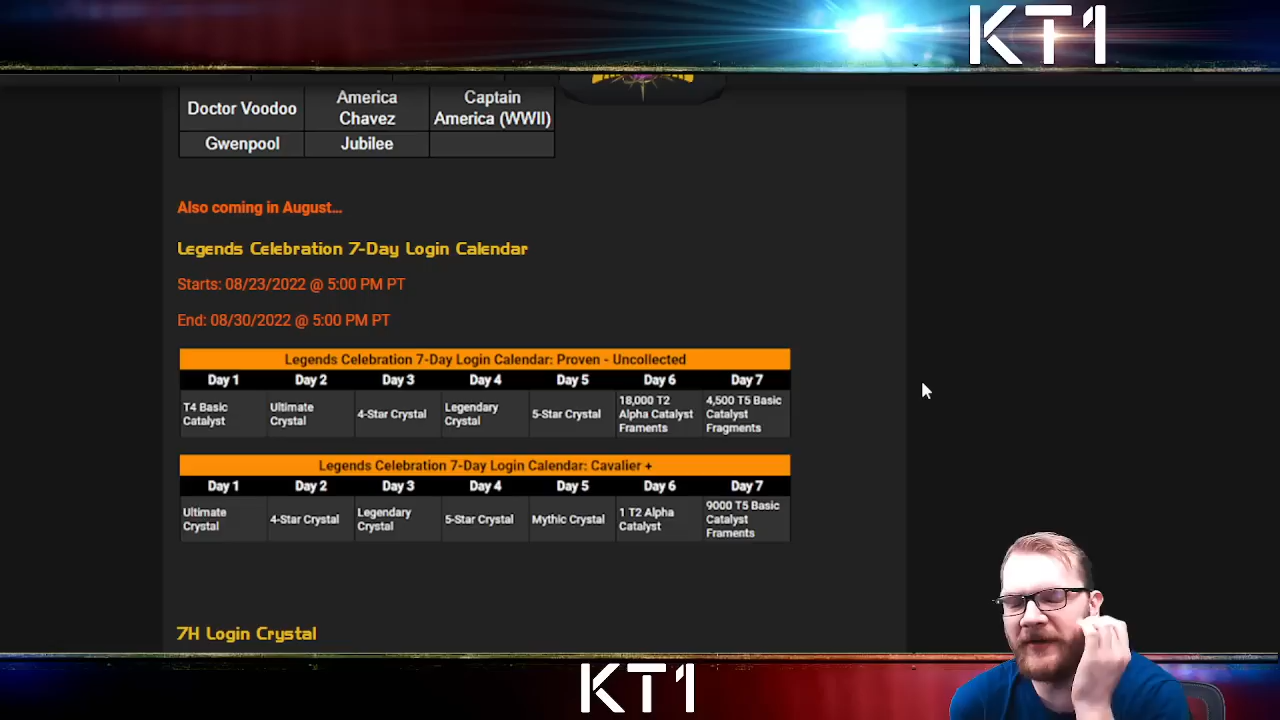 KT1
Doctor Voodoo
America
Chavez
Captain
America (WWII)
Gwenpool
Jubilee
Also coming in August...
Legends Celebration 7-Day Login Calendar
Starts: 08/23/2022 @ 5:00 PM PT
End: 08/30/2022 @ 5:00 PM PT
Legends Celebration 7-Day Login Calendar: Proven - Uncollected
Day 1 Day 2 Day 3 Day 4 Day 5 Day 6 Day 7
T4 Basic
Catalyst
Ultimate
Crystal
4-Star Crystal
Legendary
Crystal
5-Star Crystal
18,000 T2
Alpha Catalyst
Framents
4,500 T5 Basic
Catalyst
Fragments
Legends Celebration 7-Day Login Calendar: Cavalier +
Day 1 Day 2 Day 3 Day 4 Day 5 Day 6 Day 7
Ultimate
Crystal
4-Star Crystal
Legendary
Crystal
5-Star Crystal
Mythic Crystal
1 T2 Alpha
Catalyst
9000 T5 Basic
Catalyst
Framents
7H Login Crystal
KT1